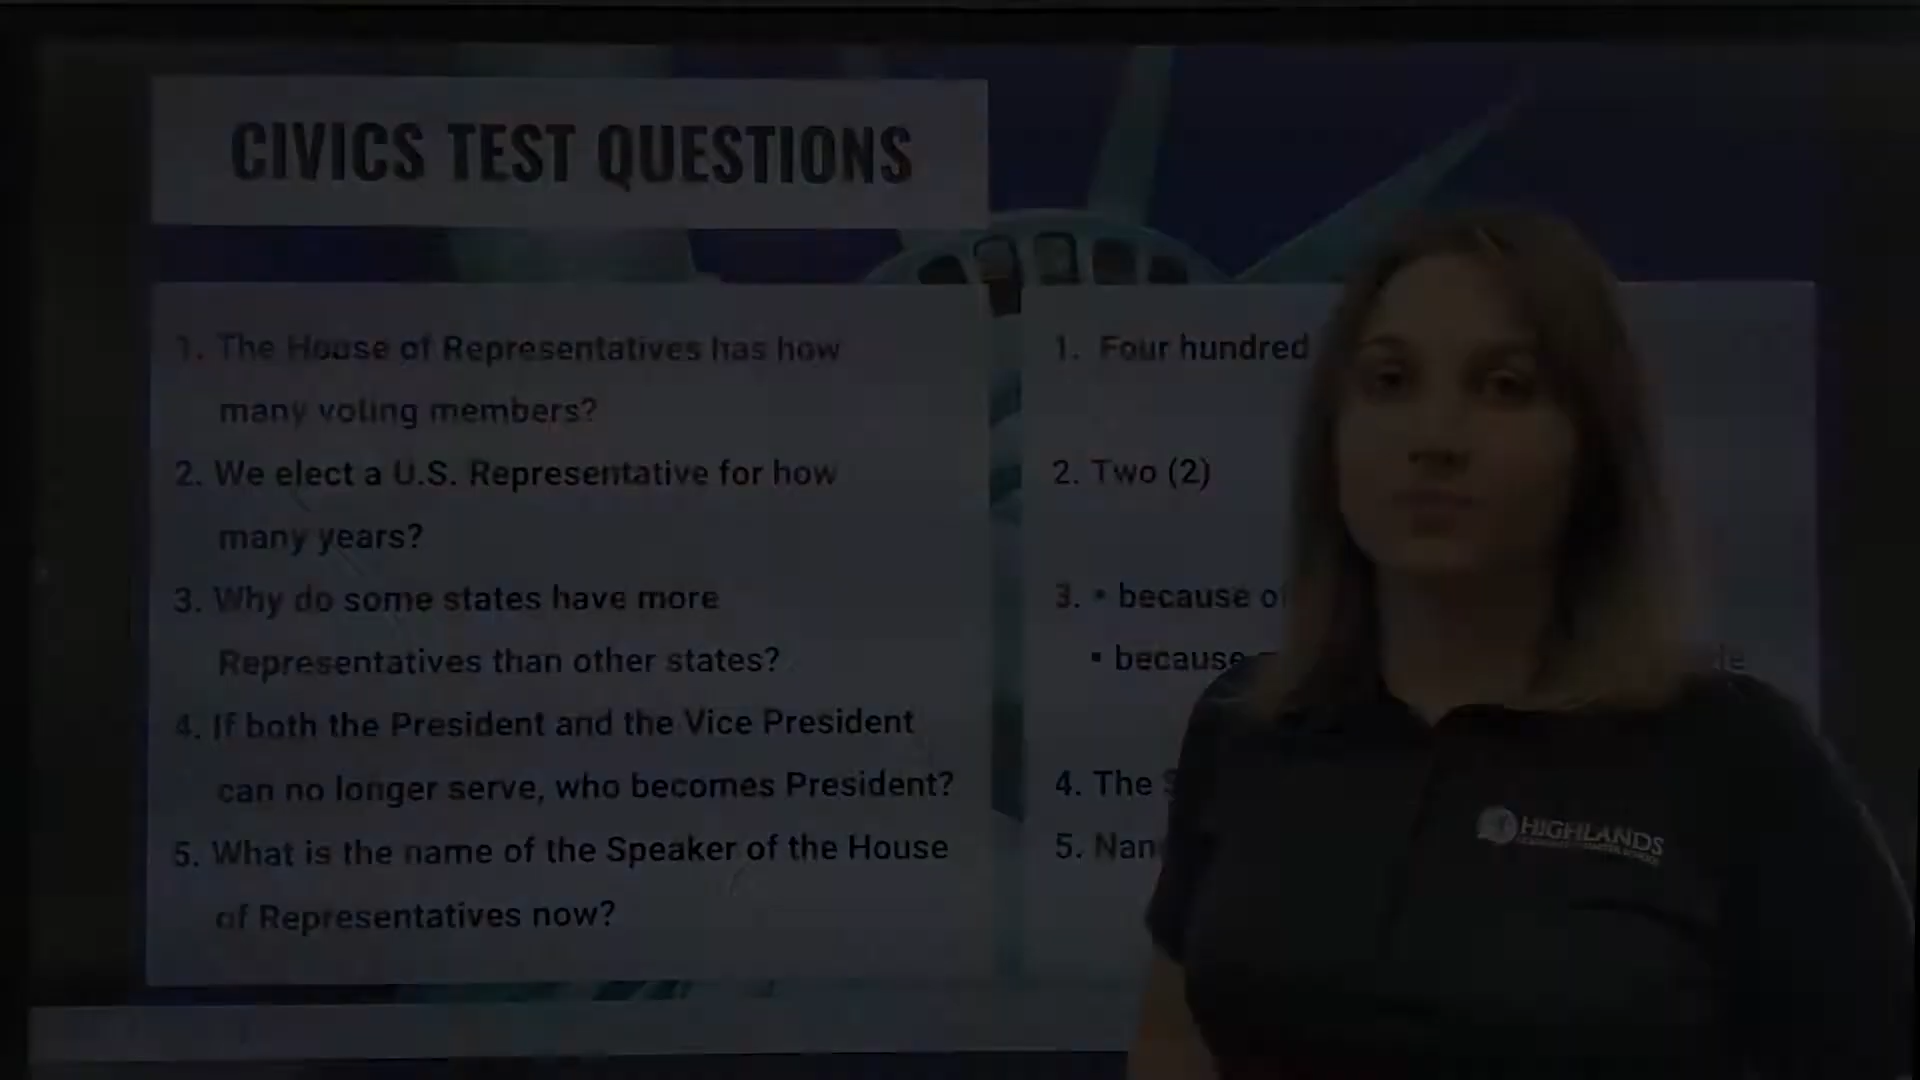 CIVICS TEST QUESTIONS
1. The House of Representatives has how
many voting members?
2. We elect a U.S. Representative for how
many years?
3. Why do some states have more
Representatives than other states?
4. If both the President and the Vice President
can no longer serve, who becomes President?
5. What is the name of the Speaker of the House
of Representatives now?
1. Four hundred
2. Two (2)
3. • because
▪ because
4. The
5.
HIGHLANDS